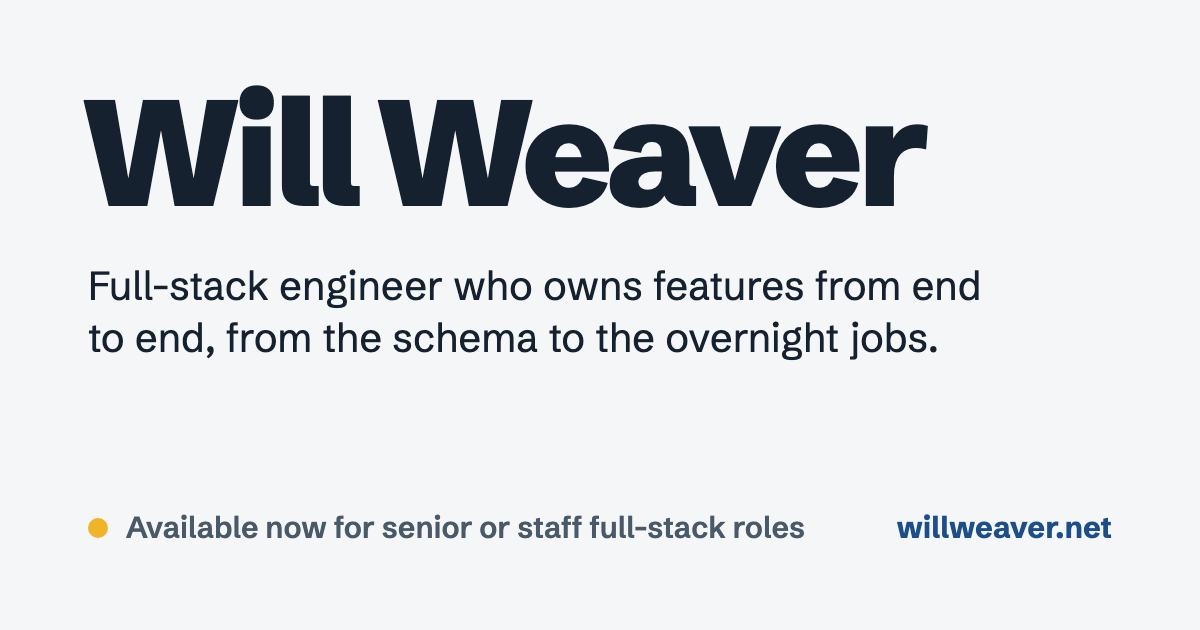 Will Weaver
Full-stack engineer who owns features from end
to end, from the schema to the overnight jobs.
Available now for senior or staff full-stack roles
willweaver.net